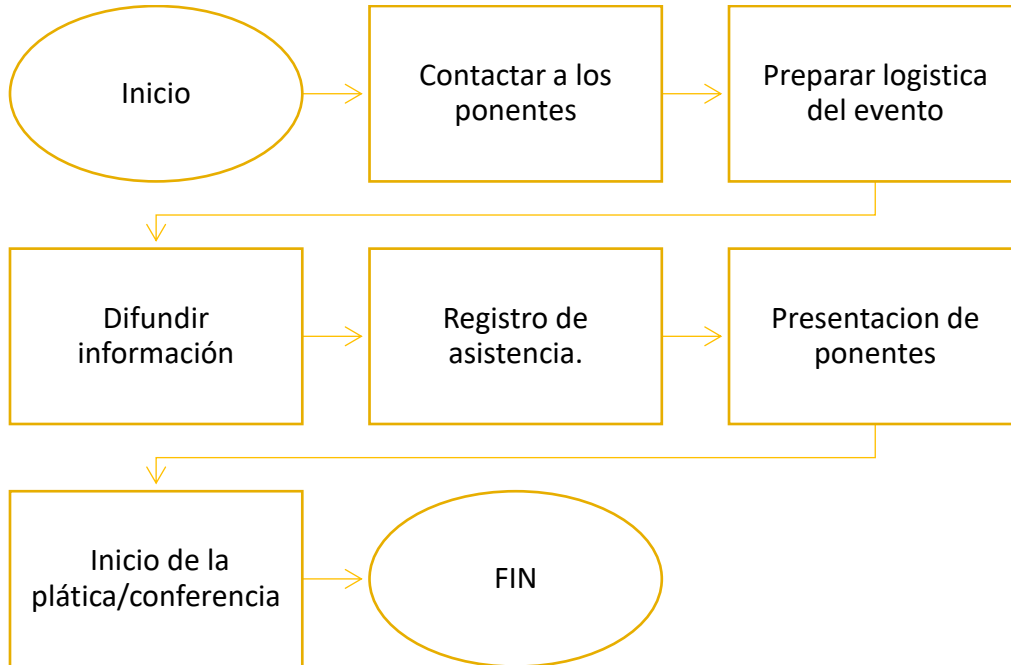 Inicio
Contactar a los
ponentes
Preparar logistica
del evento
Difundir
información
Registro de
asistencia.
Presentacion de
ponentes
Inicio de la
plática/conferencia
FIN